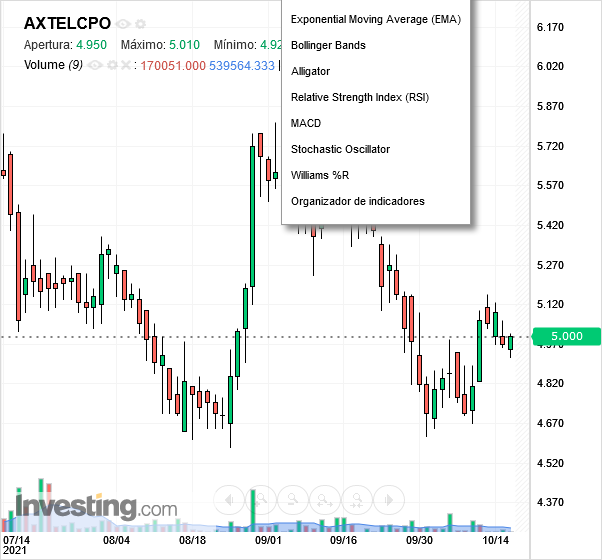 AXTELCPO
Apertura: 4.950 Máximo: 5.010 Mínimo: 4.92
Volume (9) : 170051.000 539564.333
Exponential Moving Average (EMA)
Bollinger Bands
Alligator
Relative Strength Index (RSI)
MACD
Stochastic Oscillator
Williams %R
Organizador de indicadores
6.170
6.020
5.870
5.720
5.570
5.420
5.270
5.120
5.000
4.820
4.670
4.520
4.370
Investing.com
07/14 08/04 08/18 09/01 09/16 09/30 10/14
2021